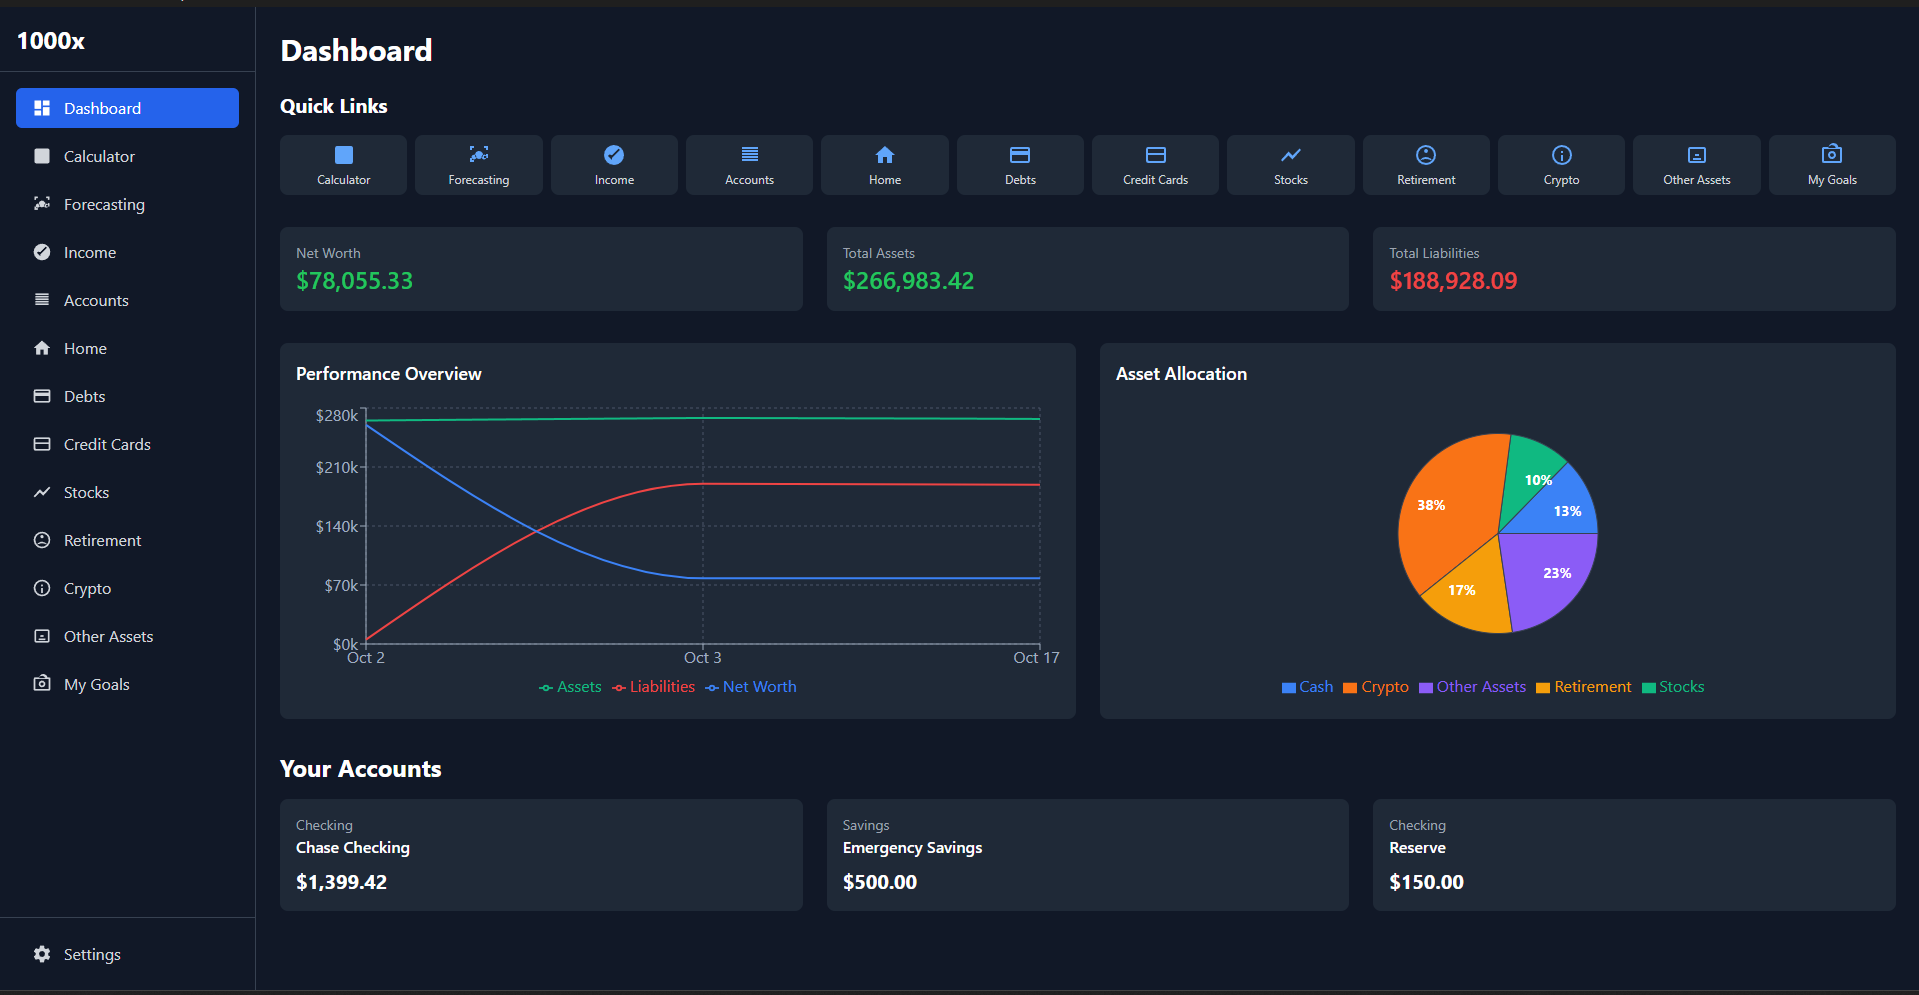 1000x
Dashboard
Calculator
Forecasting
Income
Accounts
Home
Debts
Credit Cards
Stocks
Retirement
Crypto
Other Assets
My Goals
Settings
Dashboard
Quick Links
Calculator
Forecasting
Income
Accounts
Home
Debts
Credit Cards
Stocks
Retirement
Crypto
Other Assets
My Goals
Net Worth
$78,055.33
Total Assets
$266,983.42
Total Liabilities
$188,928.09
Performance Overview
$280k
$210k
$140k
$70k
$0k
Oct 2 Oct 3 Oct 17
Assets Liabilities Net Worth
Asset Allocation
10%
38%
13%
23%
17%
Cash Crypto Other Assets Retirement Stocks
Your Accounts
Checking
Chase Checking
$1,399.42
Savings
Emergency Savings
$500.00
Checking
Reserve
$150.00